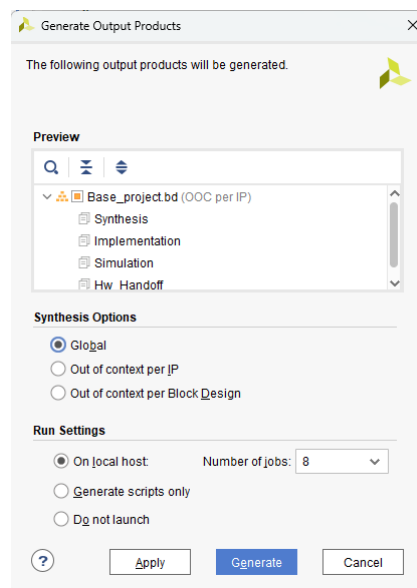 Generate Output Products
The following output products will be generated.
Preview
Base_project.bd (OOC per IP)
Synthesis
Implementation
Simulation
Hw_Handoff
Synthesis Options
Global
Out of context per IP
Out of context per Block Design
Run Settings
On local host: Number of jobs: 8
Generate scripts only
Do not launch
? Apply Generate Cancel